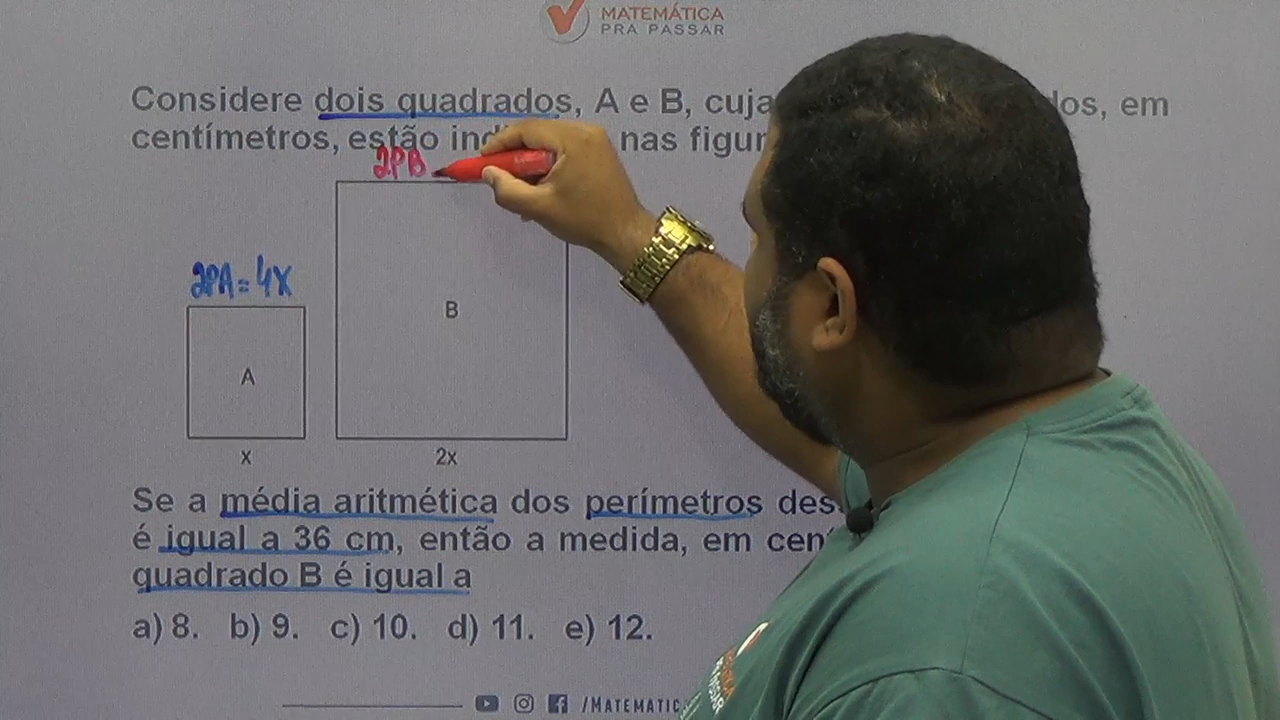 MATEMÁTICA
PRA PASSAR
Considere dois quadrados, A e B, cuja dos, em
centímetros, estão nas figur
2PB
2PA = 4X
B
A
x
2x
Se a média aritmética dos perímetros des
é igual a 36 cm, então a medida, em cen
quadrado B é igual a
a) 8. b) 9. c) 10. d) 11. e) 12.
/MATEMATIC